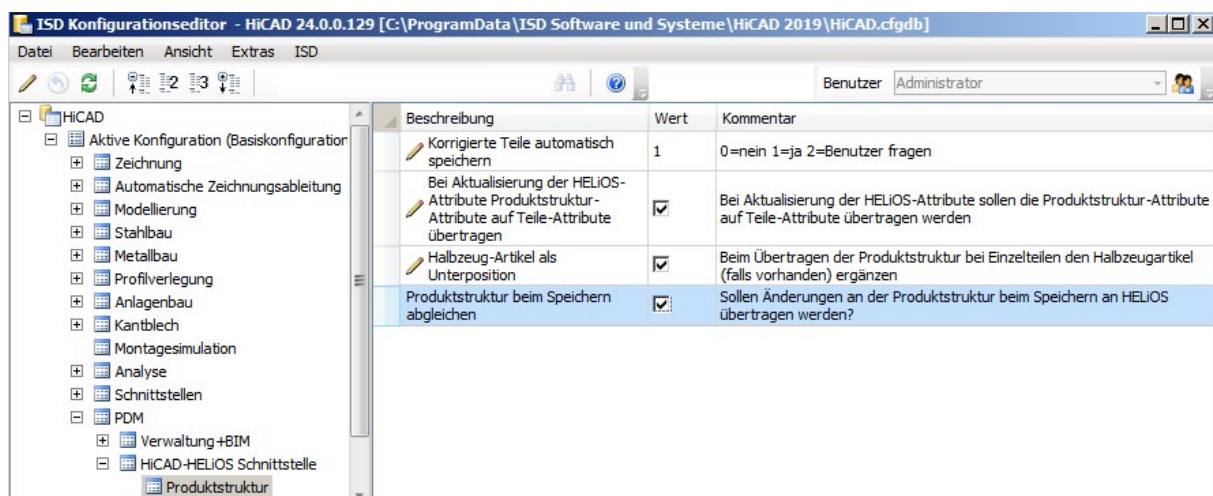 ISD Konfigurationseditor - HiCAD 24.0.0.129 [C:\ProgramData\ISD Software und Systeme\HiCAD 2019\HiCAD.cfgdb]
Datei Bearbeiten Ansicht Extras ISD
2 3 Benutzer Administrator
HiCAD
Aktive Konfiguration (Basiskonfiguration
Zeichnung
Automatische Zeichnungsableitung
Modellierung
Stahlbau
Metallbau
Profilverlegung
Anlagenbau
Kantblech
Montagesimulation
Analyse
Schnittstellen
PDM
Verwaltung+BIM
HiCAD-HELiOS Schnittstelle
Produktstruktur
Beschreibung Wert Kommentar
Korrigierte Teile automatisch
speichern
1
0=nein 1=ja 2=Benutzer fragen
Bei Aktualisierung der HELiOS-
Attribute Produktstruktur-
Attribute auf Teile-Attribute
übertragen
Bei Aktualisierung der HELiOS-Attribute sollen die Produktstruktur-Attribute
auf Teile-Attribute übertragen werden
Halbzeug-Artikel als
Unterposition
Beim Übertragen der Produktstruktur bei Einzelteilen den Halbzeugartikel
(falls vorhanden) ergänzen
Produktstruktur beim Speichern
abgleichen
Sollen Änderungen an der Produktstruktur beim Speichern an HELiOS
übertragen werden?